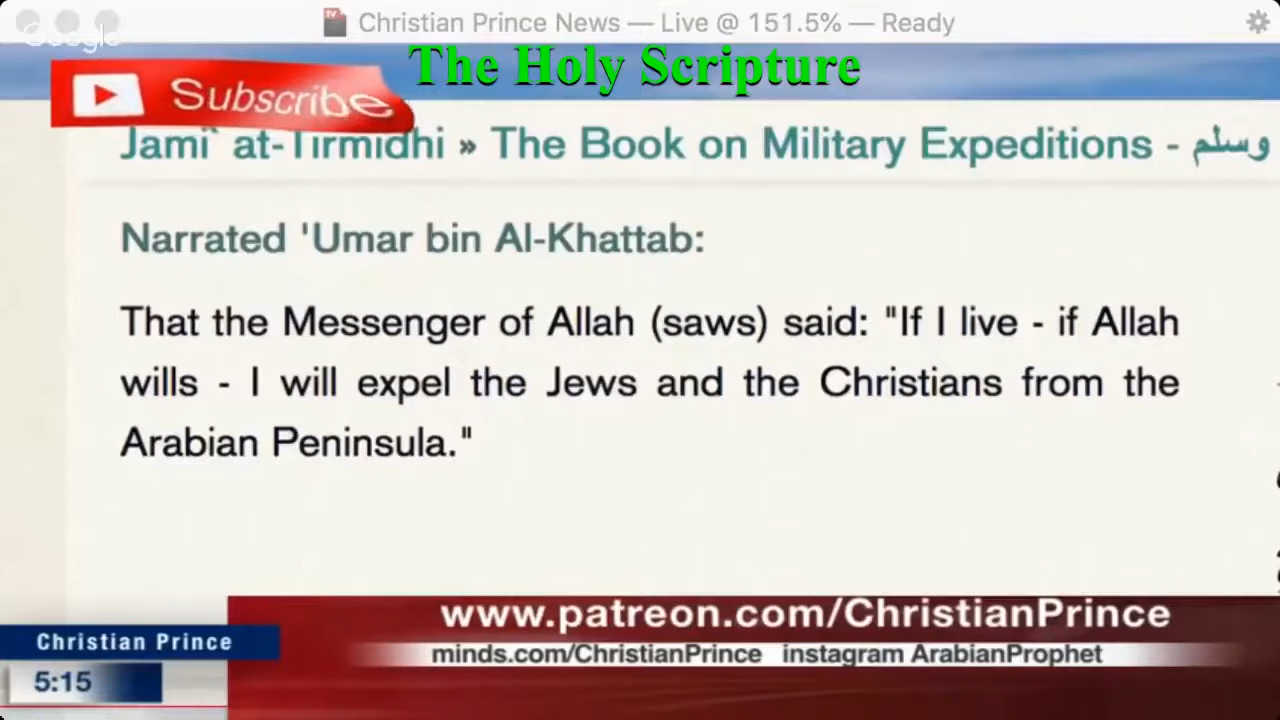 Christian Prince News — Live @ 151.5% — Ready
Google
The Holy Scripture
Subscribe
Jami` at-Tirmidhi » The Book on Military Expeditions - وسلم
Narrated 'Umar bin Al-Khattab:
That the Messenger of Allah (saws) said: "If I live - if Allah
wills - I will expel the Jews and the Christians from the
Arabian Peninsula."
www.patreon.com/ChristianPrince
Christian Prince
minds.com/ChristianPrince instagram ArabianProphet
5:15